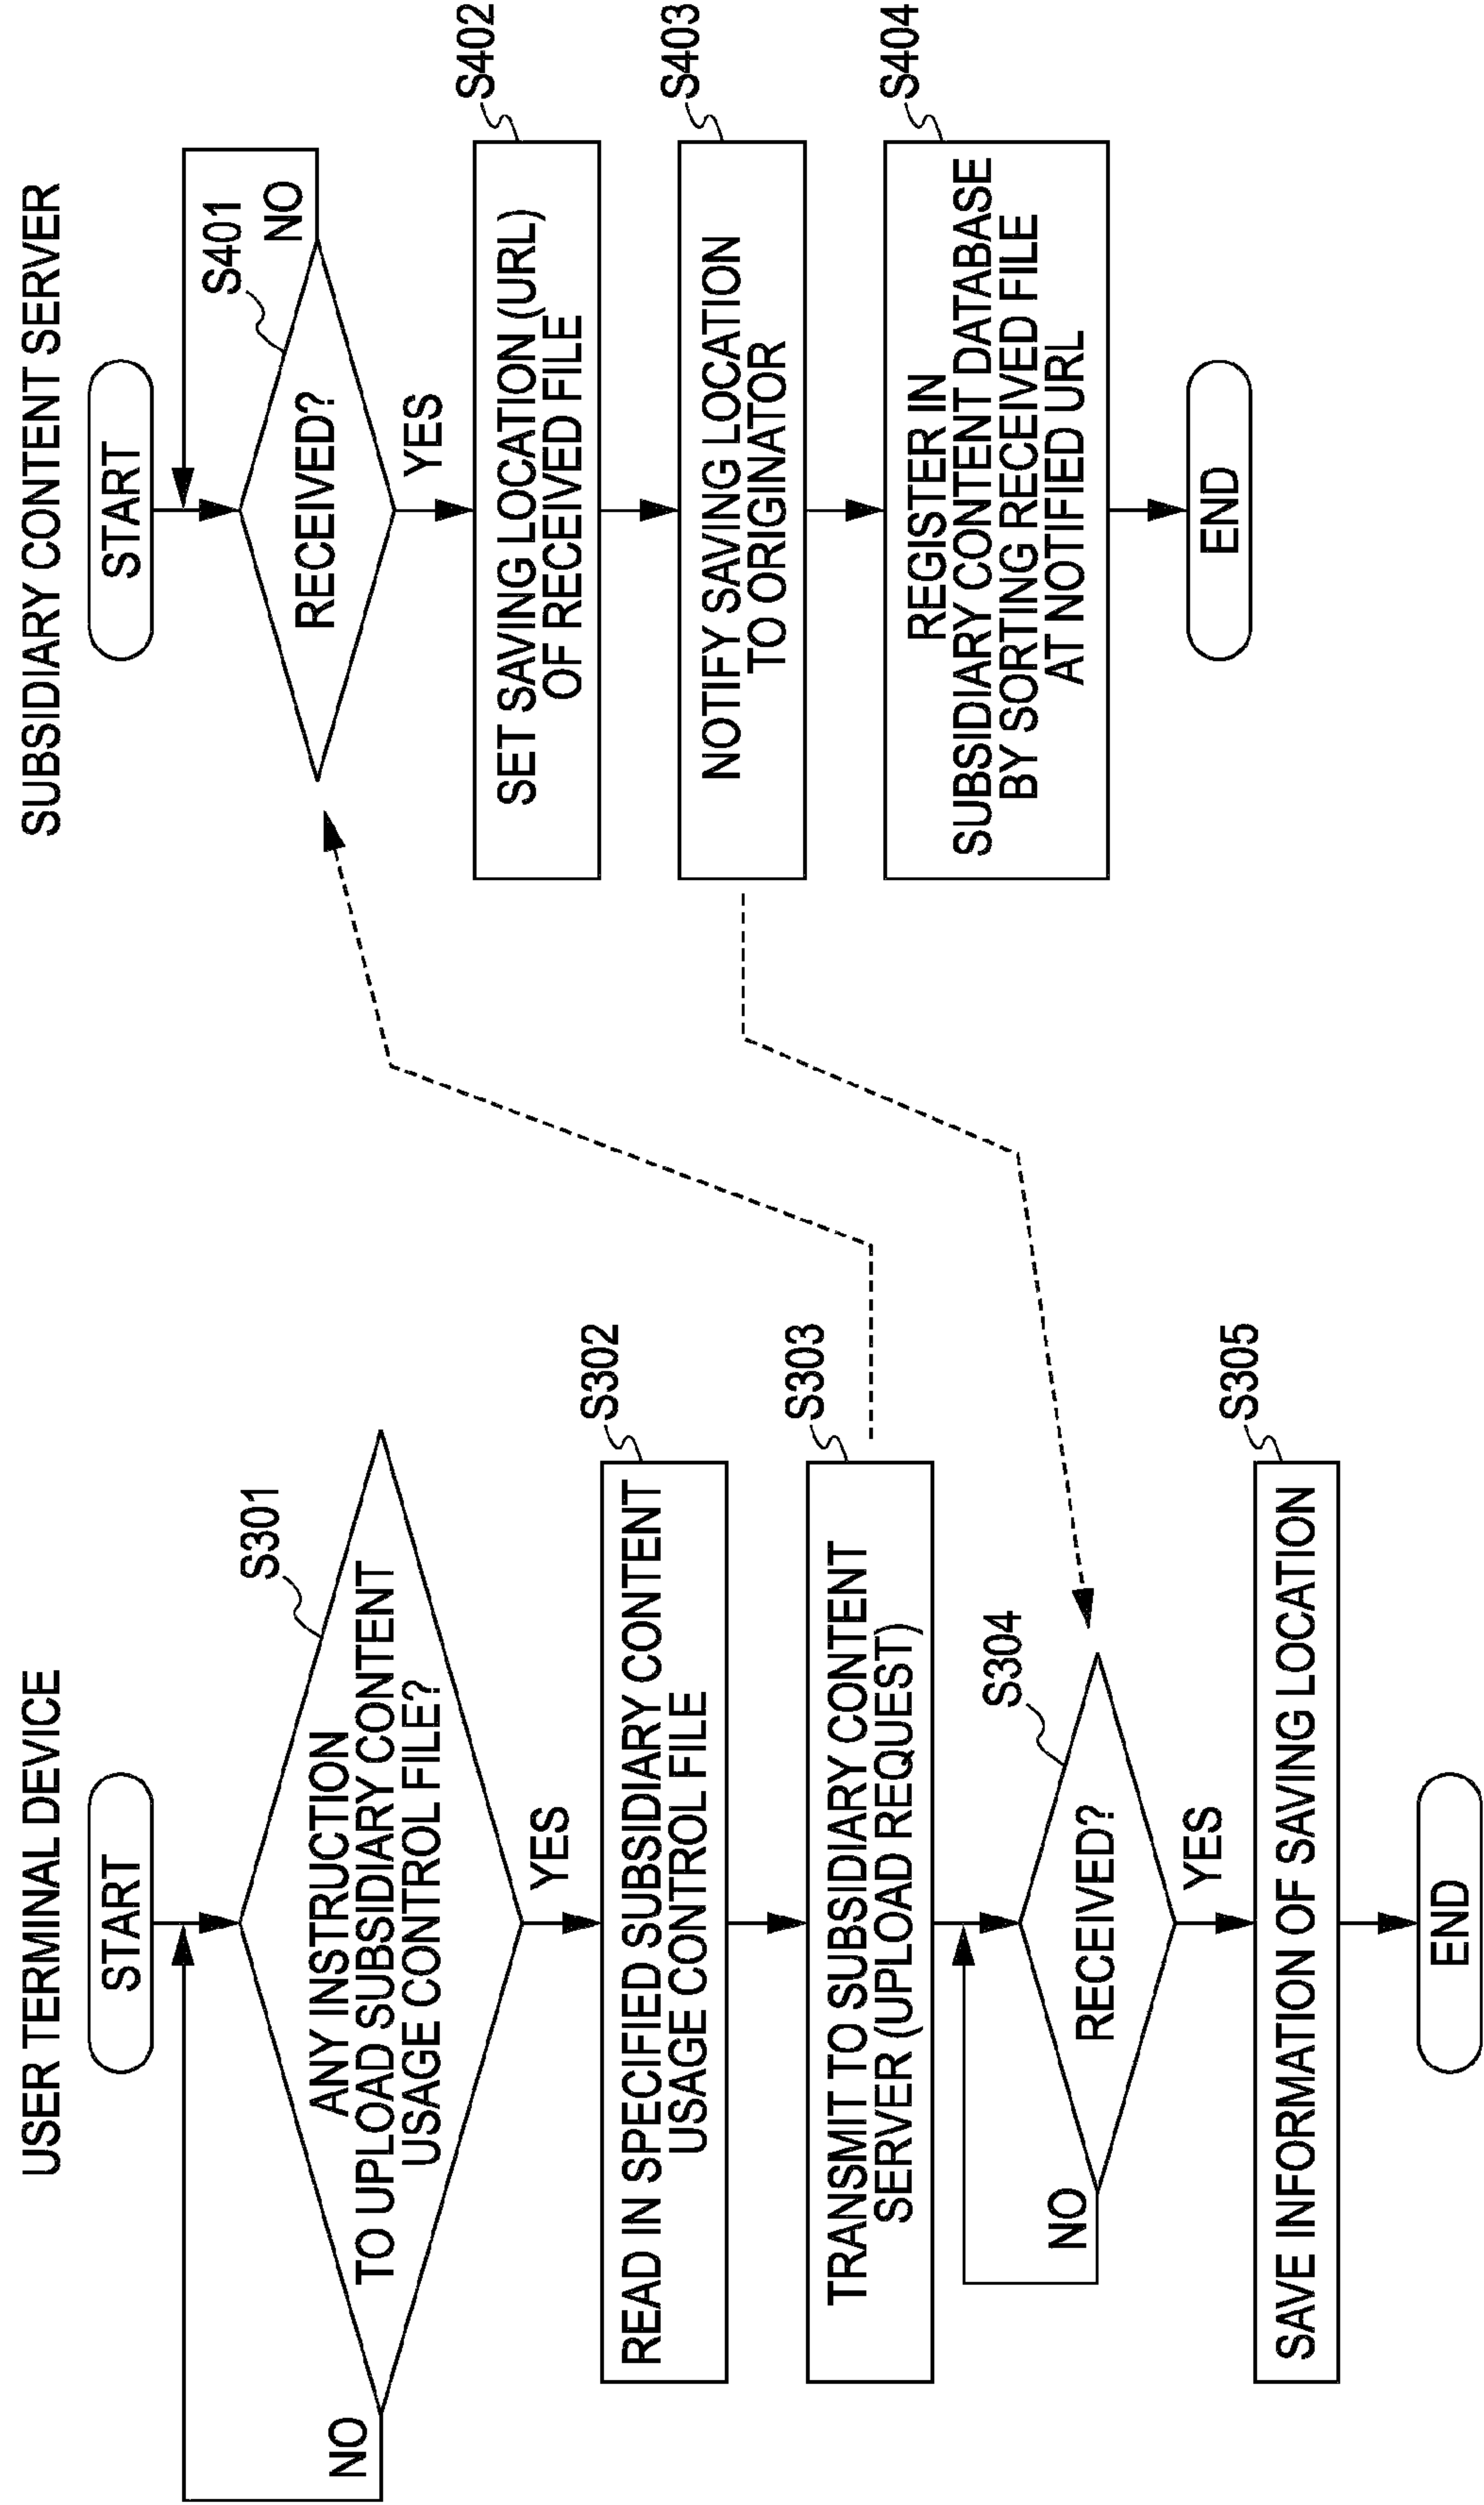 USER TERMINAL DEVICE
START
S301
ANY INSTRUCTION
TO UPLOAD SUBSIDIARY CONTENT
USAGE CONTROL FILE?
NO
YES
S302
READ IN SPECIFIED SUBSIDIARY CONTENT
USAGE CONTROL FILE
S303
TRANSMIT TO SUBSIDIARY CONTENT
SERVER (UPLOAD REQUEST)
S304
RECEIVED?
NO
YES
S305
SAVE INFORMATION OF SAVING LOCATION
END
SUBSIDIARY CONTENT SERVER
START
S401
NO
RECEIVED?
YES
S402
SET SAVING LOCATION (URL)
OF RECEIVED FILE
S403
NOTIFY SAVING LOCATION
TO ORIGINATOR
S404
REGISTER IN
SUBSIDIARY CONTENT DATABASE
BY SORTING RECEIVED FILE
AT NOTIFIED URL
END